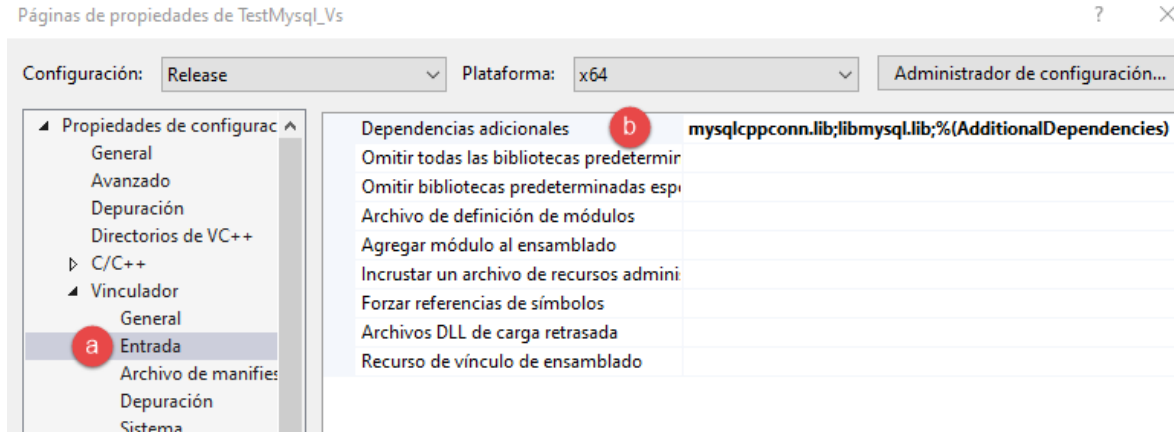 Páginas de propiedades de TestMysql_Vs ? ×
Configuración: Release Plataforma: x64 Administrador de configuración...
Propiedades de configurac
General
Avanzado
Depuración
Directorios de VC++
C/C++
Vinculador
General
a Entrada
Archivo de manifies
Depuración
Sistema
Dependencias adicionales b mysqlcppconn.lib;libmysql.lib;%(AdditionalDependencies)
Omitir todas las bibliotecas predetermin
Omitir bibliotecas predeterminadas espe
Archivo de definición de módulos
Agregar módulo al ensamblado
Incrustar un archivo de recursos adminis
Forzar referencias de símbolos
Archivos DLL de carga retrasada
Recurso de vínculo de ensamblado